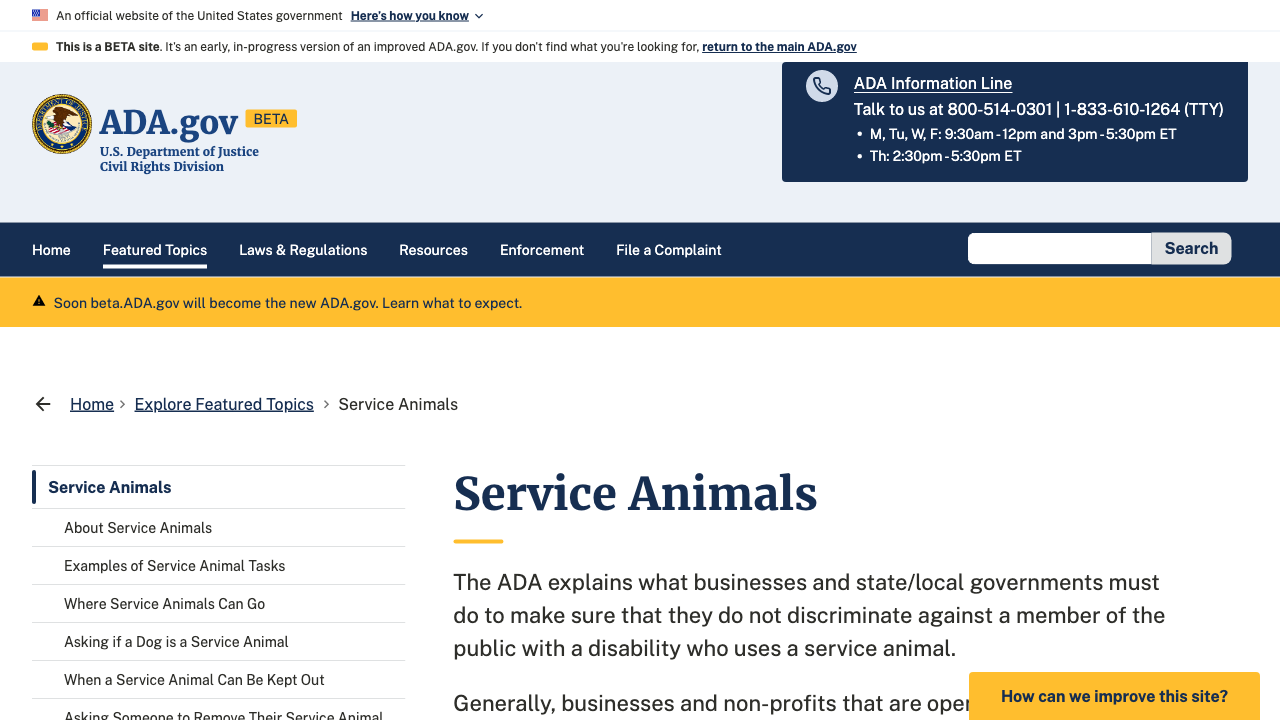 An official website of the United States government Here's how you know
This is a BETA site. It's an early, in-progress version of an improved ADA.gov. If you don't find what you're looking for, return to the main ADA.gov
ADA.gov BETA
U.S. Department of Justice
Civil Rights Division
ADA Information Line
Talk to us at 800-514-0301 | 1-833-610-1264 (TTY)
• M, Tu, W, F: 9:30am - 12pm and 3pm - 5:30pm ET
• Th: 2:30pm - 5:30pm ET
Home Featured Topics Laws & Regulations Resources Enforcement File a Complaint Search
Soon beta.ADA.gov will become the new ADA.gov. Learn what to expect.
Home › Explore Featured Topics › Service Animals
Service Animals
About Service Animals
Examples of Service Animal Tasks
Where Service Animals Can Go
Asking if a Dog is a Service Animal
When a Service Animal Can Be Kept Out
Asking Someone to Remove Their Service Animal
Service Animals
The ADA explains what businesses and state/local governments must
do to make sure that they do not discriminate against a member of the
public with a disability who uses a service animal.
Generally, businesses and non-profits that are
How can we improve this site?